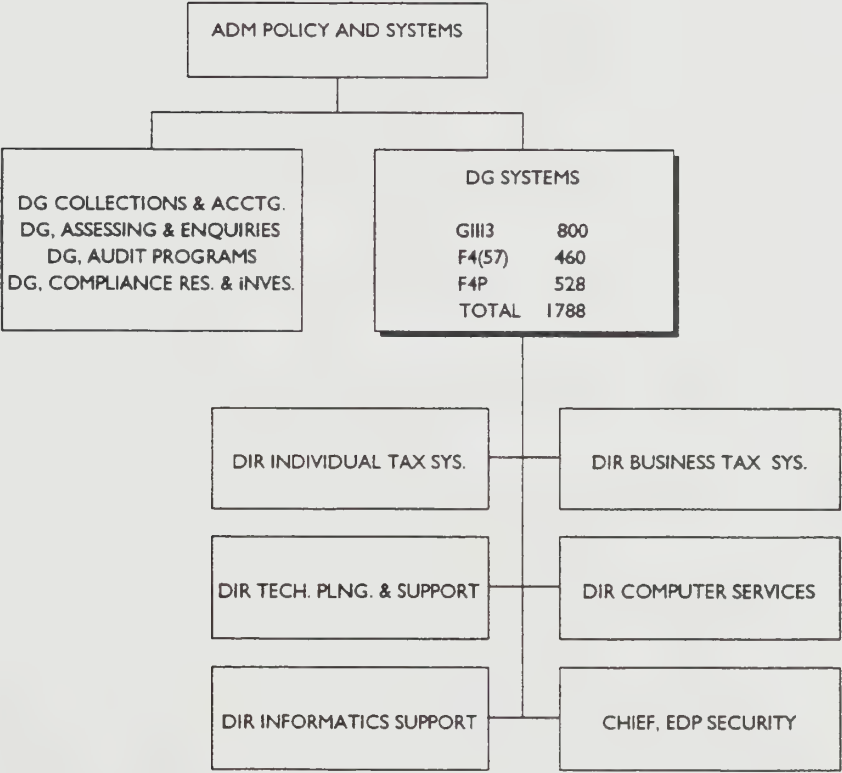 ADM POLICY AND SYSTEMS
DG COLLECTIONS & ACCTG.
DG, ASSESSING & ENQUIRIES
DG, AUDIT PROGRAMS
DG, COMPLIANCE RES. & iNVES.
DG SYSTEMS
GIII3 800
F4(57) 460
F4P 528
TOTAL 1788
DIR INDIVIDUAL TAX SYS.
DIR BUSINESS TAX SYS.
DIR TECH. PLNG. & SUPPORT
DIR COMPUTER SERVICES
DIR INFORMATICS SUPPORT
CHIEF, EDP SECURITY